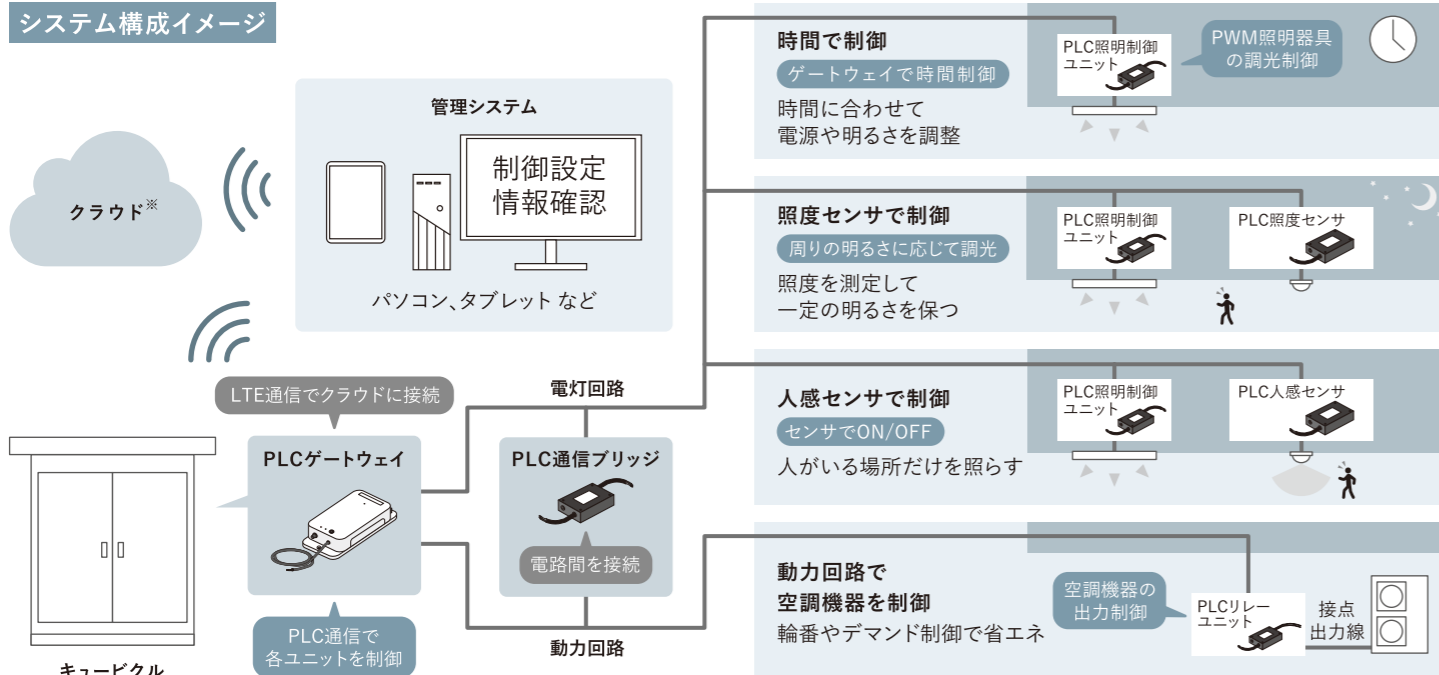 システム構成イメージ
クラウド※
管理システム
制御設定
情報確認
パソコン、タブレット など
LTE通信でクラウドに接続
PLCゲートウェイ
PLC通信で
各ユニットを制御
キュービクル
電灯回路
PLC通信ブリッジ
電路間を接続
動力回路
時間で制御
ゲートウェイで時間制御
時間に合わせて
電源や明るさを調整
PLC照明制御
ユニット
PWM照明器具
の調光制御
照度センサで制御
周りの明るさに応じて調光
照度を測定して
一定の明るさを保つ
PLC照明制御
ユニット
PLC照度センサ
人感センサで制御
センサでON/OFF
人がいる場所だけを照らす
PLC照明制御
ユニット
PLC人感センサ
動力回路で
空調機器を制御
輪番やデマンド制御で省エネ
空調機器の
出力制御
PLCリレー
ユニット
接点
出力線